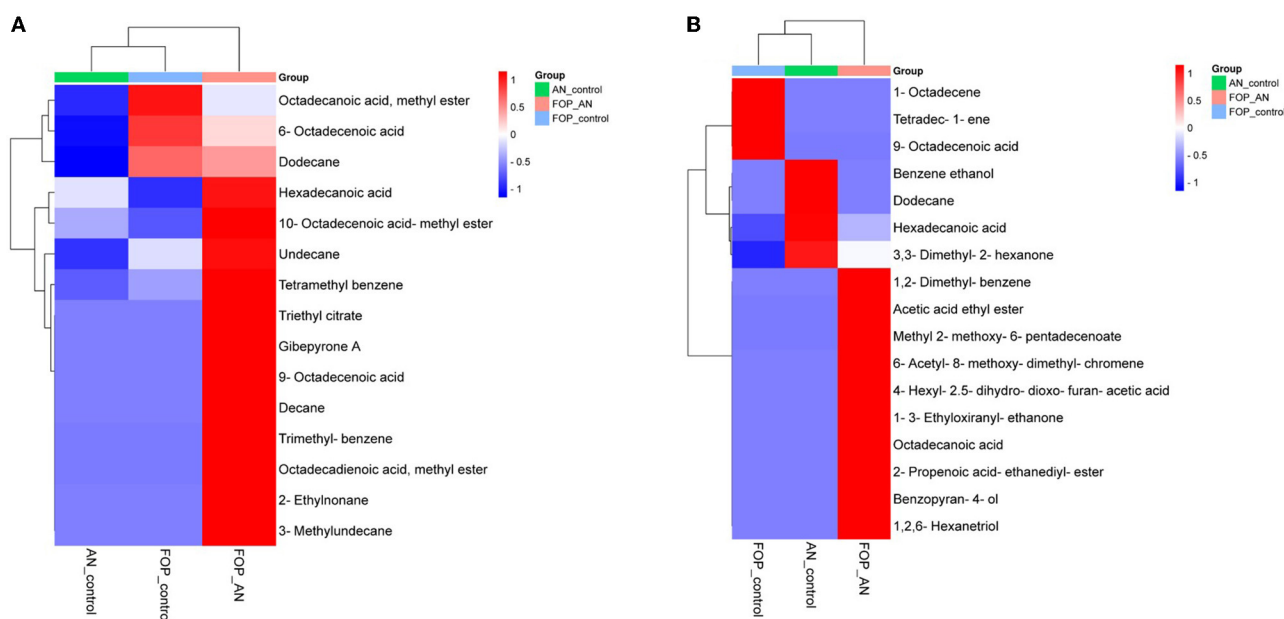 A
Group
Octadecanoic acid, methyl ester
6- Octadecenoic acid
Dodecane
Hexadecanoic acid
10- Octadecenoic acid- methyl ester
Undecane
Tetramethyl benzene
Triethyl citrate
Gibepyrone A
9- Octadecenoic acid
Decane
Trimethyl- benzene
Octadecadienoic acid, methyl ester
2- Ethylnonane
3- Methylundecane
AN_control
FOP_control
FOP_AN
1
0.5
0
- 0.5
- 1
Group
AN_control
FOP_AN
FOP_control
B
Group
1- Octadecene
Tetradec- 1- ene
9- Octadecenoic acid
Benzene ethanol
Dodecane
Hexadecanoic acid
3,3- Dimethyl- 2- hexanone
1,2- Dimethyl- benzene
Acetic acid ethyl ester
Methyl 2- methoxy- 6- pentadecenoate
6- Acetyl- 8- methoxy- dimethyl- chromene
4- Hexyl- 2.5- dihydro- dioxo- furan- acetic acid
1- 3- Ethyloxiranyl- ethanone
Octadecanoic acid
2- Propenoic acid- ethanediyl- ester
Benzopyran- 4- ol
1,2,6- Hexanetriol
FOP_control
AN_control
FOP_AN
1
0.5
0
- 0.5
- 1
Group
AN_control
FOP_AN
FOP_control